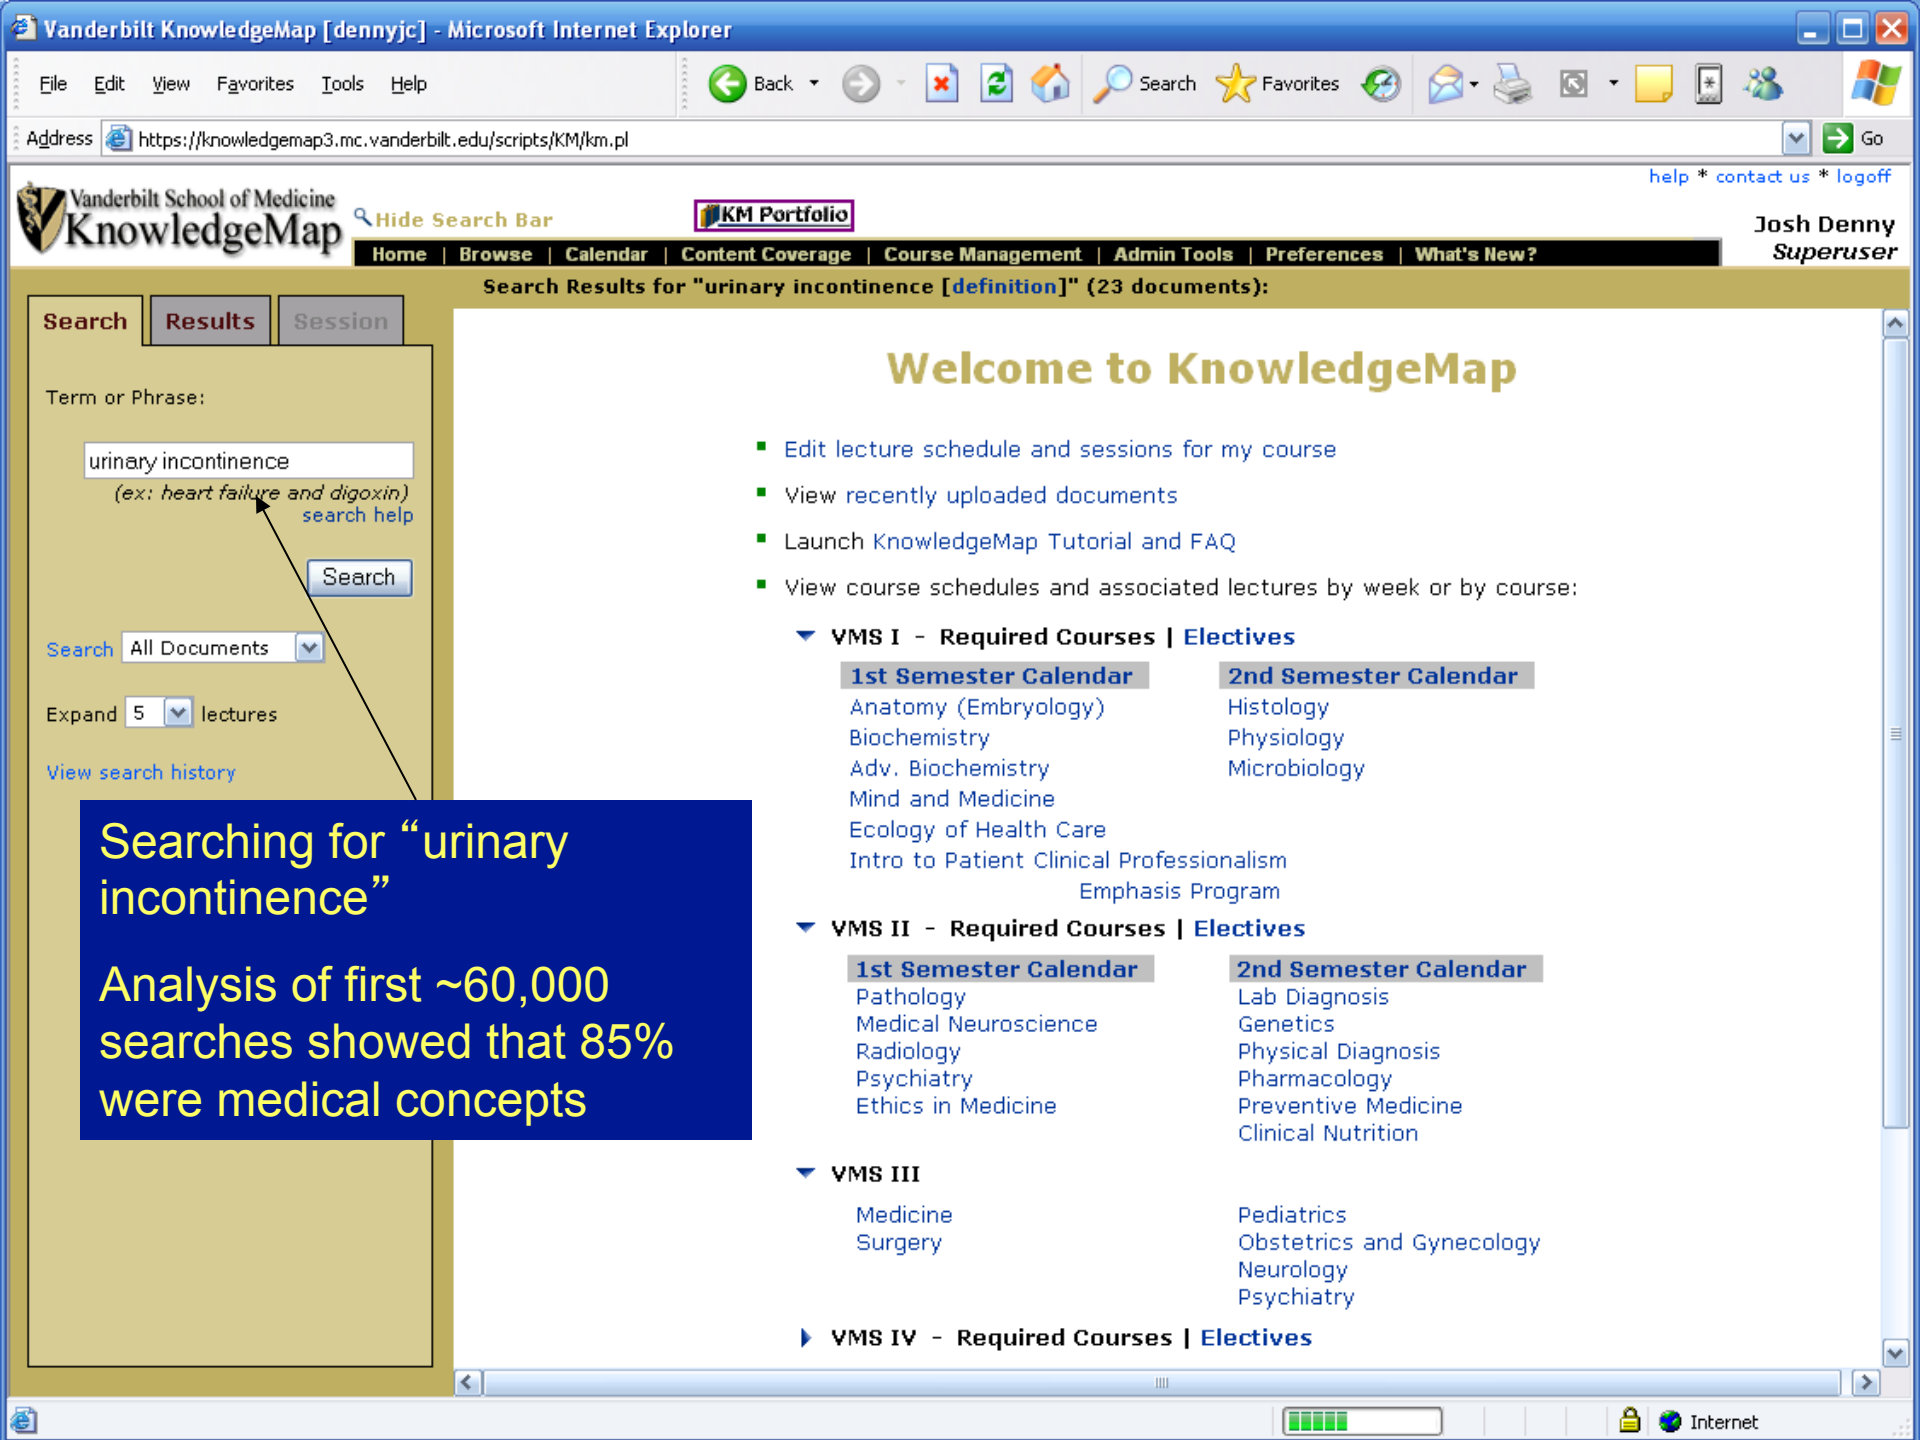 Vanderbilt KnowledgeMap [dennyjc] - Microsoft Internet Explorer
File Edit View Favorites Tools Help
Back Search Favorites
Address https://knowledgemap3.mc.vanderbilt.edu/scripts/KM/km.pl Go
help * contact us * logoff
Vanderbilt School of Medicine
KnowledgeMap
Hide Search Bar
KM Portfolio
Josh Denny
Superuser
Home | Browse | Calendar | Content Coverage | Course Management | Admin Tools | Preferences | What's New?
Search Results for "urinary incontinence [definition]" (23 documents):
Search Results Session
Term or Phrase:
urinary incontinence
(ex: heart failure and digoxin)
search help
Search
Search All Documents
Expand 5 lectures
View search history
Searching for “urinary
incontinence”
Analysis of first ~60,000
searches showed that 85%
were medical concepts
Welcome to KnowledgeMap
Edit lecture schedule and sessions for my course
View recently uploaded documents
Launch KnowledgeMap Tutorial and FAQ
View course schedules and associated lectures by week or by course:
VMS I - Required Courses | Electives
1st Semester Calendar 2nd Semester Calendar
Anatomy (Embryology) Histology
Biochemistry Physiology
Adv. Biochemistry Microbiology
Mind and Medicine
Ecology of Health Care
Intro to Patient Clinical Professionalism
Emphasis Program
VMS II - Required Courses | Electives
1st Semester Calendar 2nd Semester Calendar
Pathology Lab Diagnosis
Medical Neuroscience Genetics
Radiology Physical Diagnosis
Psychiatry Pharmacology
Ethics in Medicine Preventive Medicine
Clinical Nutrition
VMS III
Medicine Pediatrics
Surgery Obstetrics and Gynecology
Neurology
Psychiatry
VMS IV - Required Courses | Electives
Internet